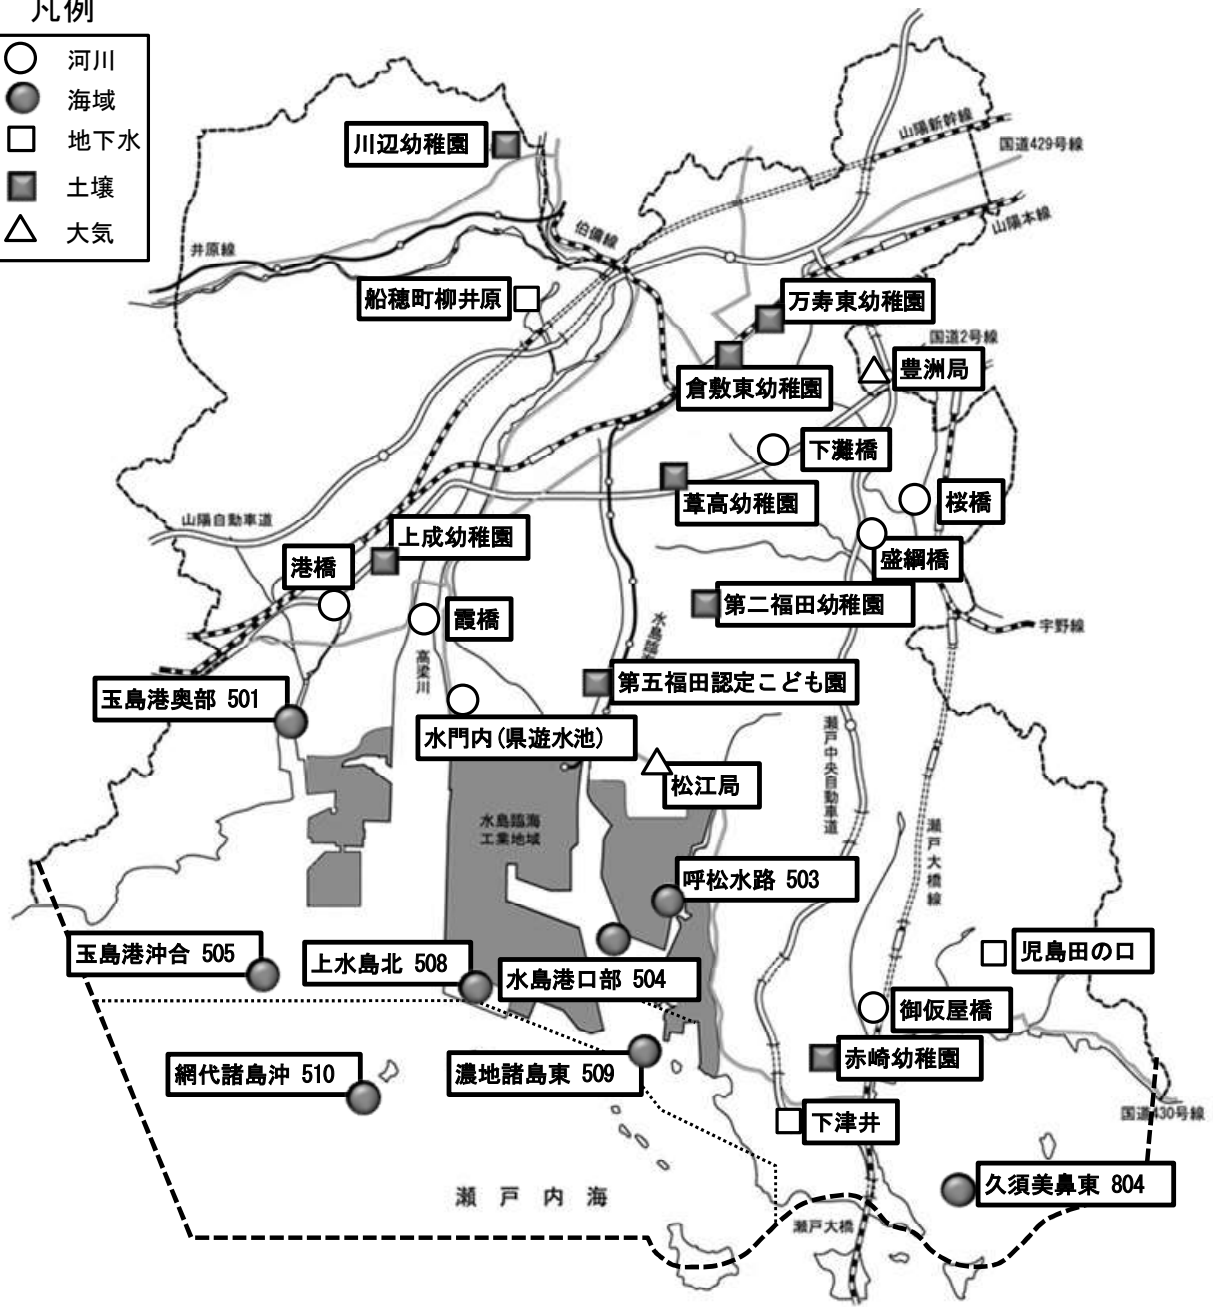 凡例
河川
海域
地下水
土壌
大気
川辺幼稚園
山陽新幹線
国道429号線
山陽本線
井原線
伯備線
船穂町柳井原
万寿東幼稚園
国道2号線
豊洲局
倉敷東幼稚園
下灘橋
葦高幼稚園
桜橋
山陽自動車道
上成幼稚園
盛綱橋
港橋
第二福田幼稚園
霞橋
宇野線
水島臨
高梁川
第五福田認定こども園
玉島港奥部 501
水門内(県遊水池)
瀬戸中央自動車道
松江局
水島臨海
工業地域
瀬戸大橋線
呼松水路 503
玉島港沖合 505
上水島北 508
水島港口部 504
児島田の口
御仮屋橋
濃地諸島東 509
赤崎幼稚園
網代諸島沖 510
国道430号線
下津井
久須美鼻東 804
瀬戸内海
瀬戸大橋